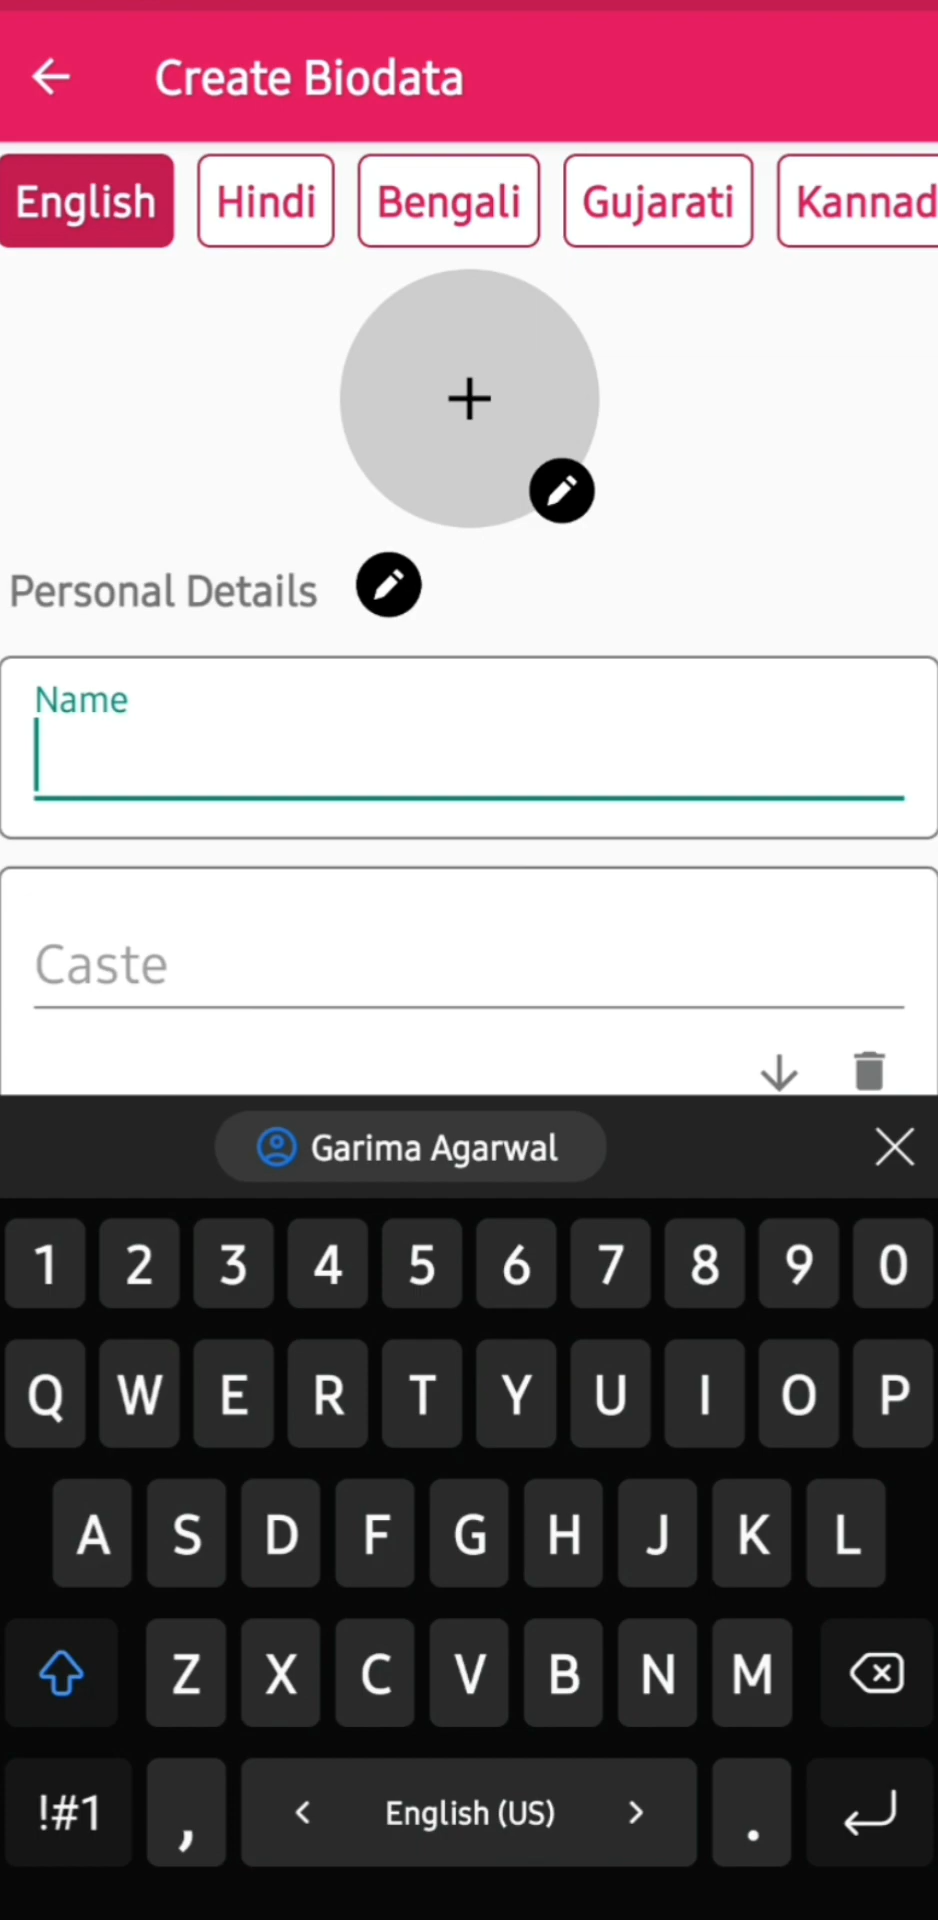 Create Biodata
English Hindi Bengali Gujarati Kannad
Personal Details
Name
Caste
Garima Agarwal
1 2 3 4 5 6 7 8 9 0
Q W E R T Y U I O P
A S D F G H J K L
Z X C V B N M
!#1 , < English (US) > .